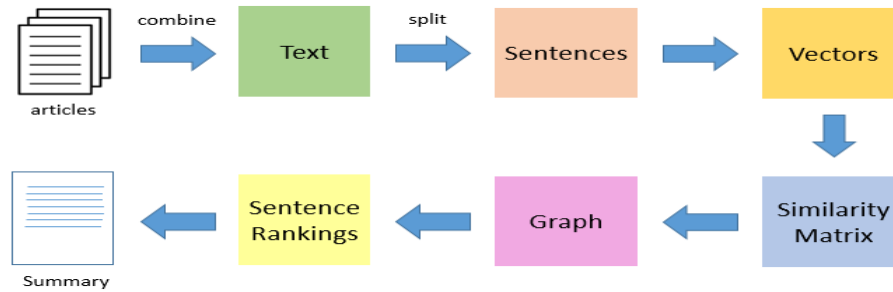 combine
split
Text
Sentences
Vectors
articles
Similarity
Matrix
Graph
Sentence
Rankings
Summary